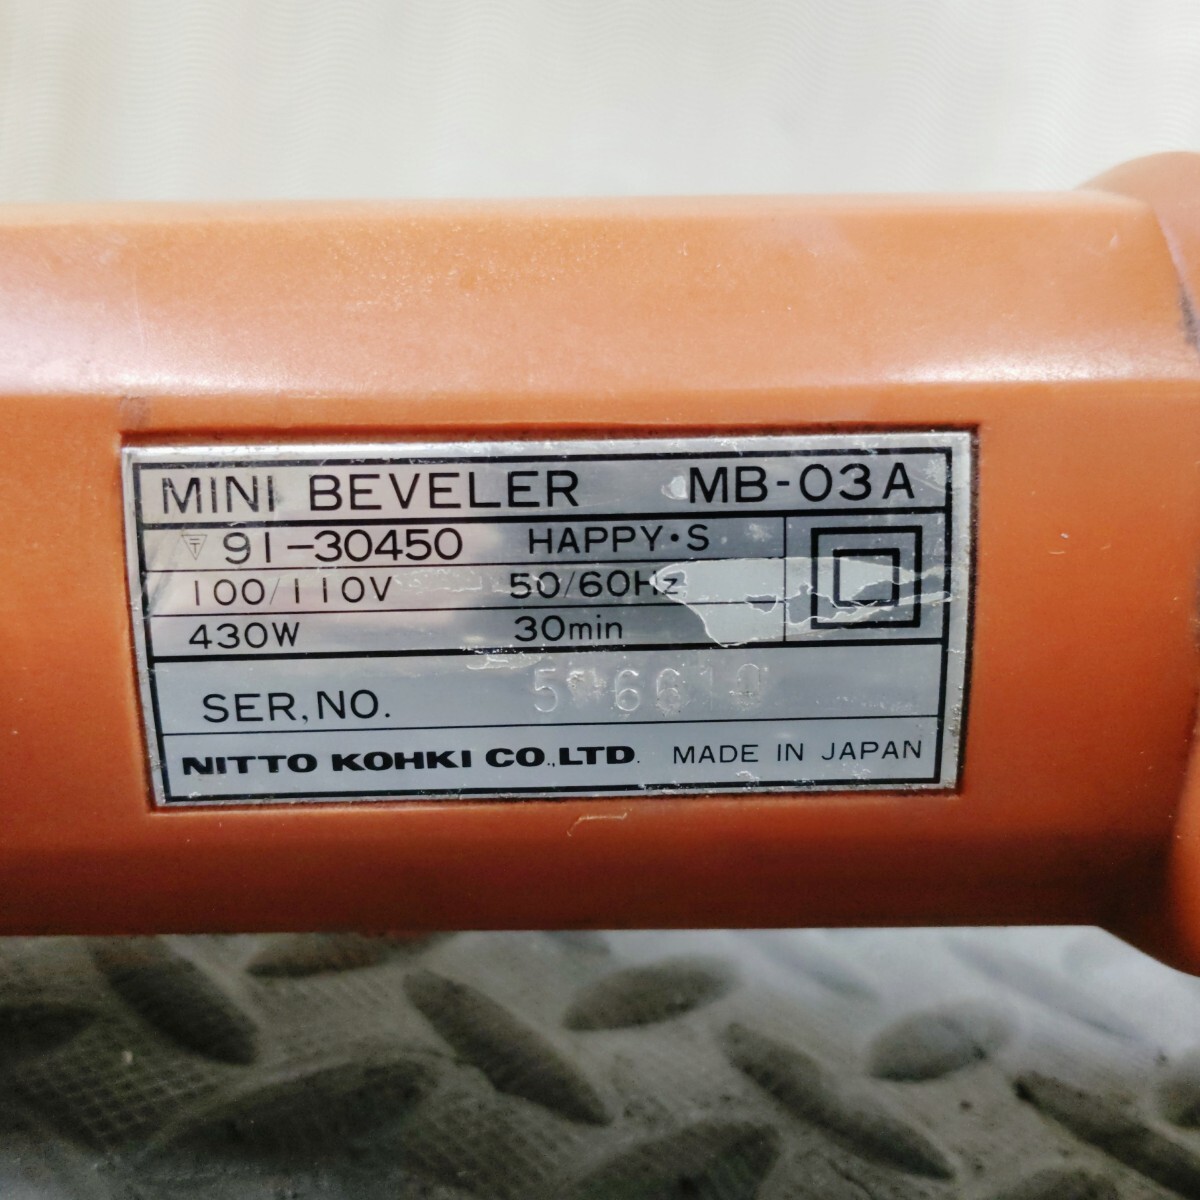 MINI BEVELER MB-03A
91-30450 HAPPY·S
100/110V 50/60Hz
430W 30min
SER, NO.
NITTO KOHKI CO.,LTD. MADE IN JAPAN